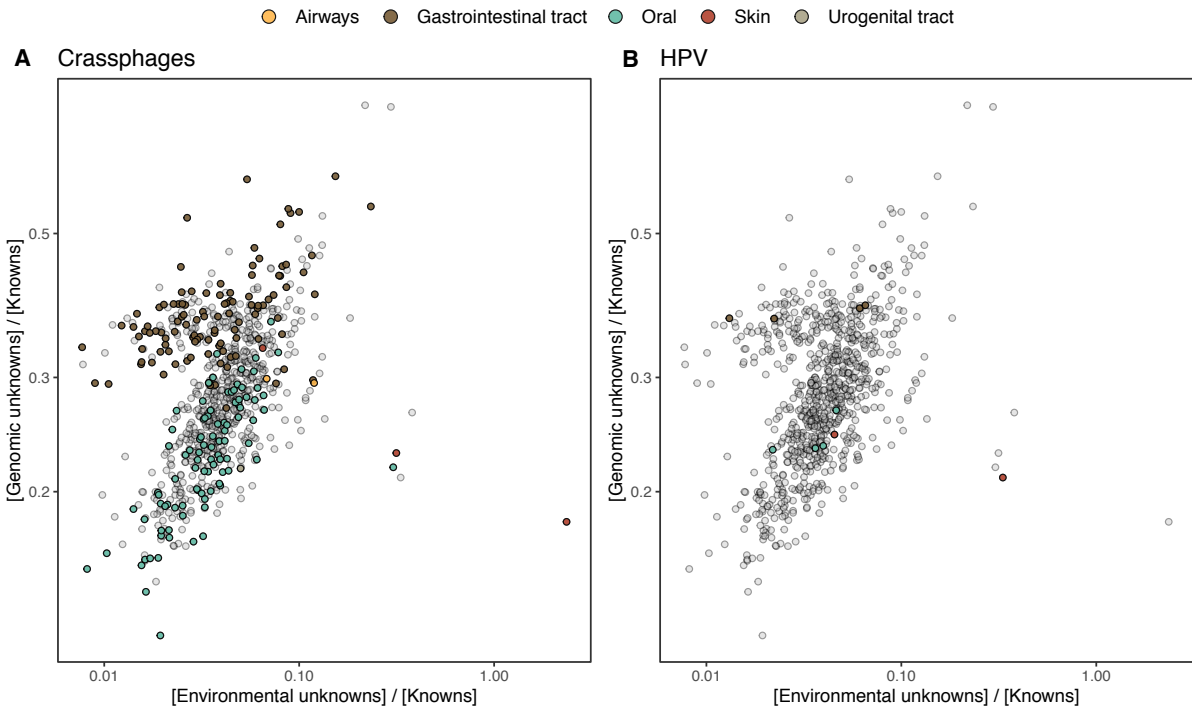 Airways Gastrointestinal tract Oral Skin Urogenital tract
A Crassphages
B HPV
[Genomic unknowns] / [Knowns]
0.5
0.3
0.2
0.01 0.10 1.00
[Environmental unknowns] / [Knowns]
[Genomic unknowns] / [Knowns]
0.5
0.3
0.2
0.01 0.10 1.00
[Environmental unknowns] / [Knowns]